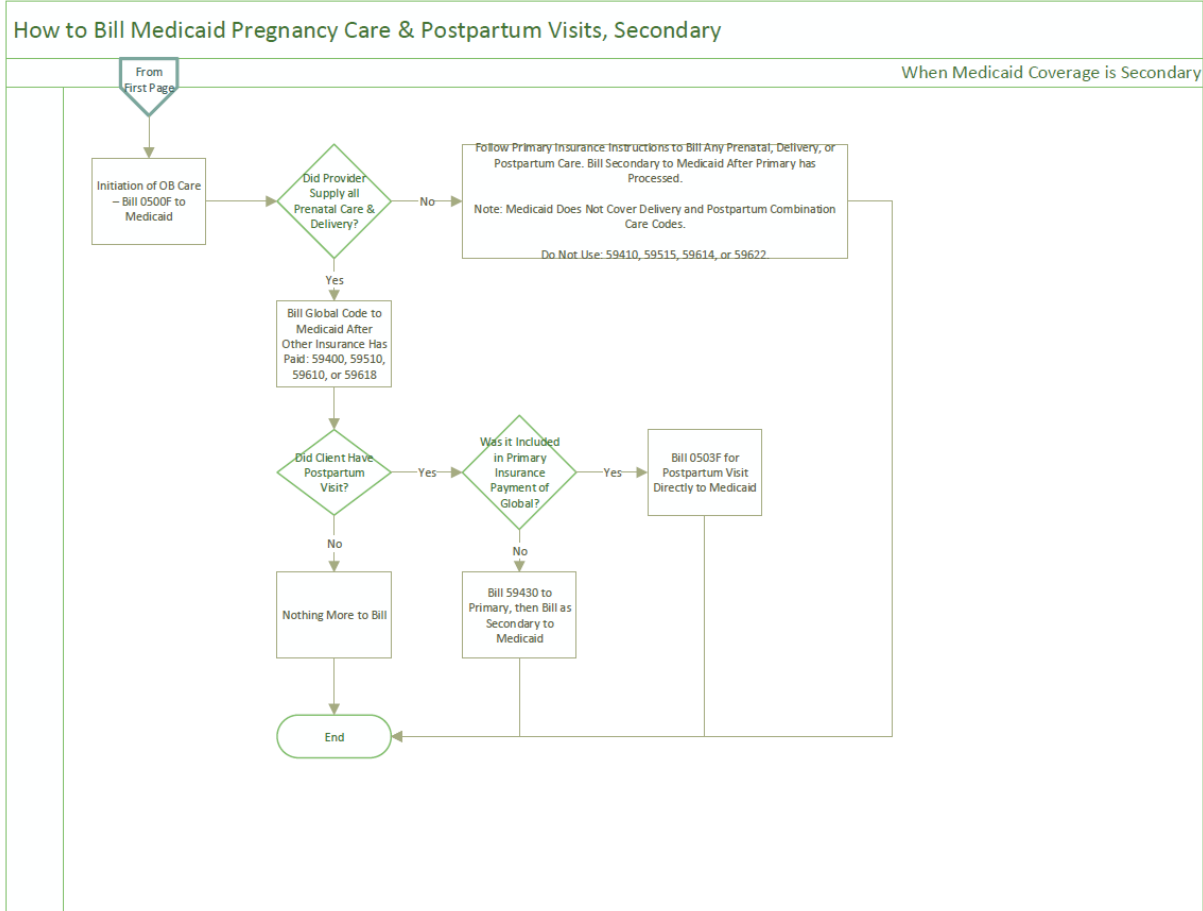 How to Bill Medicaid Pregnancy Care & Postpartum Visits, Secondary
When Medicaid Coverage is Secondary
From
First Page
Initiation of OB Care
– Bill 0500F to
Medicaid
Did Provider
Supply all
Prenatal Care &
Delivery?
No
Follow Primary Insurance Instructions to Bill Any Prenatal, Delivery, or
Postpartum Care. Bill Secondary to Medicaid After Primary has
Processed.
Note: Medicaid Does Not Cover Delivery and Postpartum Combination
Care Codes.
Do Not Use: 59410, 59515, 59614, or 59622.
Yes
Bill Global Code to
Medicaid After
Other Insurance Has
Paid: 59400, 59510,
59610, or 59618
Did Client Have
Postpartum
Visit?
Yes
Was it Included
in Primary
Insurance
Payment of
Global?
Yes
Bill 0503F for
Postpartum Visit
Directly to Medicaid
No
No
Nothing More to Bill
Bill 59430 to
Primary, then Bill as
Secondary to
Medicaid
End